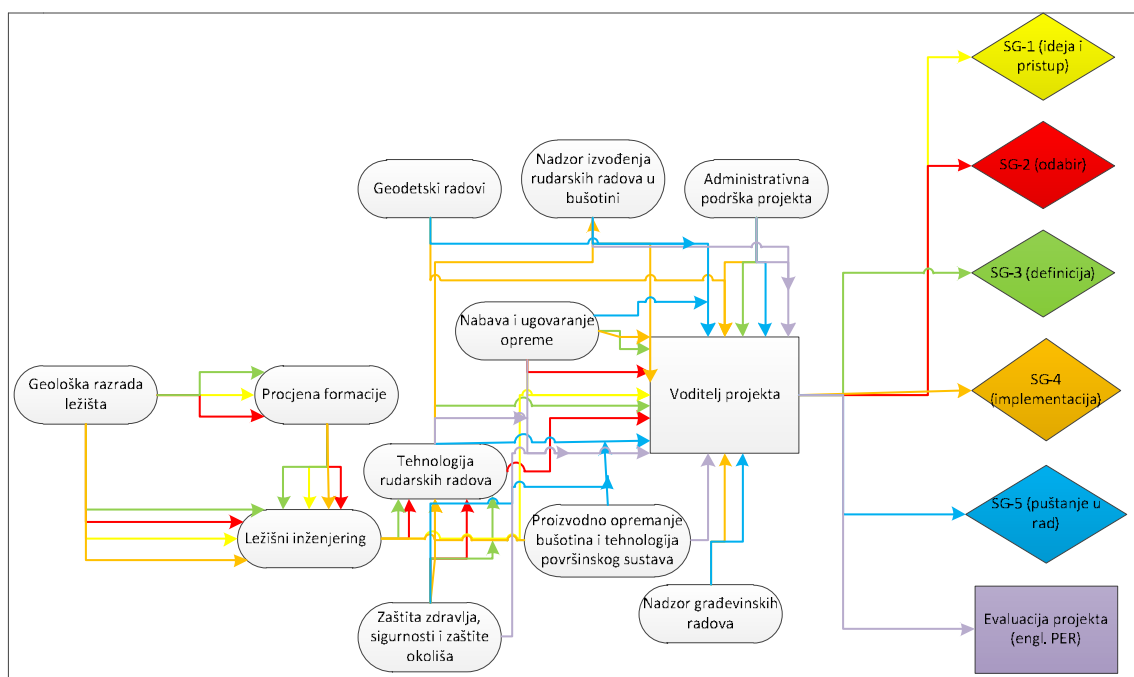 SG-1 (ideja i
pristup)
SG-2 (odabir)
SG-3 (definicija)
SG-4
(implementacija)
SG-5 (puštanje u
rad)
Evaluacija projekta
(engl. PER)
Geodetski radovi
Nadzor izvođenja
rudarskih radova u
bušotini
Administrativna
podrška projekta
Nabava i ugovaranje
opreme
Voditelj projekta
Geološka razrada
ležišta
Procjena formacije
Tehnologija
rudarskih radova
Ležišni inženjering
Proizvodno opremanje
bušotina i tehnologija
površinskog sustava
Zaštita zdravlja,
sigurnosti i zaštite
okoliša
Nadzor građevinskih
radova